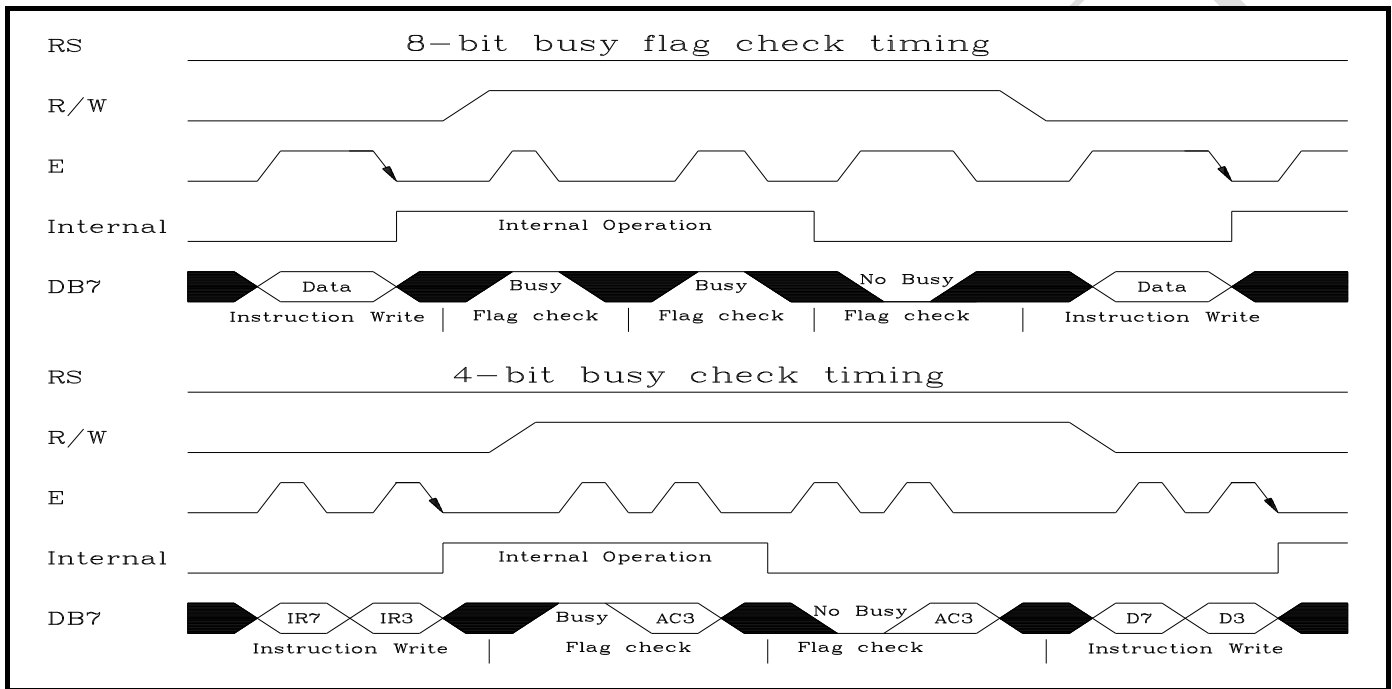 RS 8-bit busy flag check timing
R/W
E
Internal Internal Operation
DB7 Data Busy Busy No Busy Data
Instruction Write Flag check Flag check Flag check Instruction Write
RS 4-bit busy check timing
R/W
E
Internal Internal Operation
DB7 IR7 IR3 Busy AC3 No Busy AC3 D7 D3
Instruction Write Flag check Flag check Instruction Write